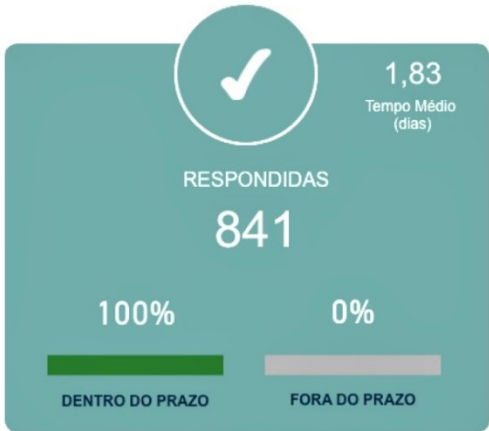 1,83
Tempo Médio
(dias)
RESPONDIDAS
841
100%
0%
DENTRO DO PRAZO
FORA DO PRAZO